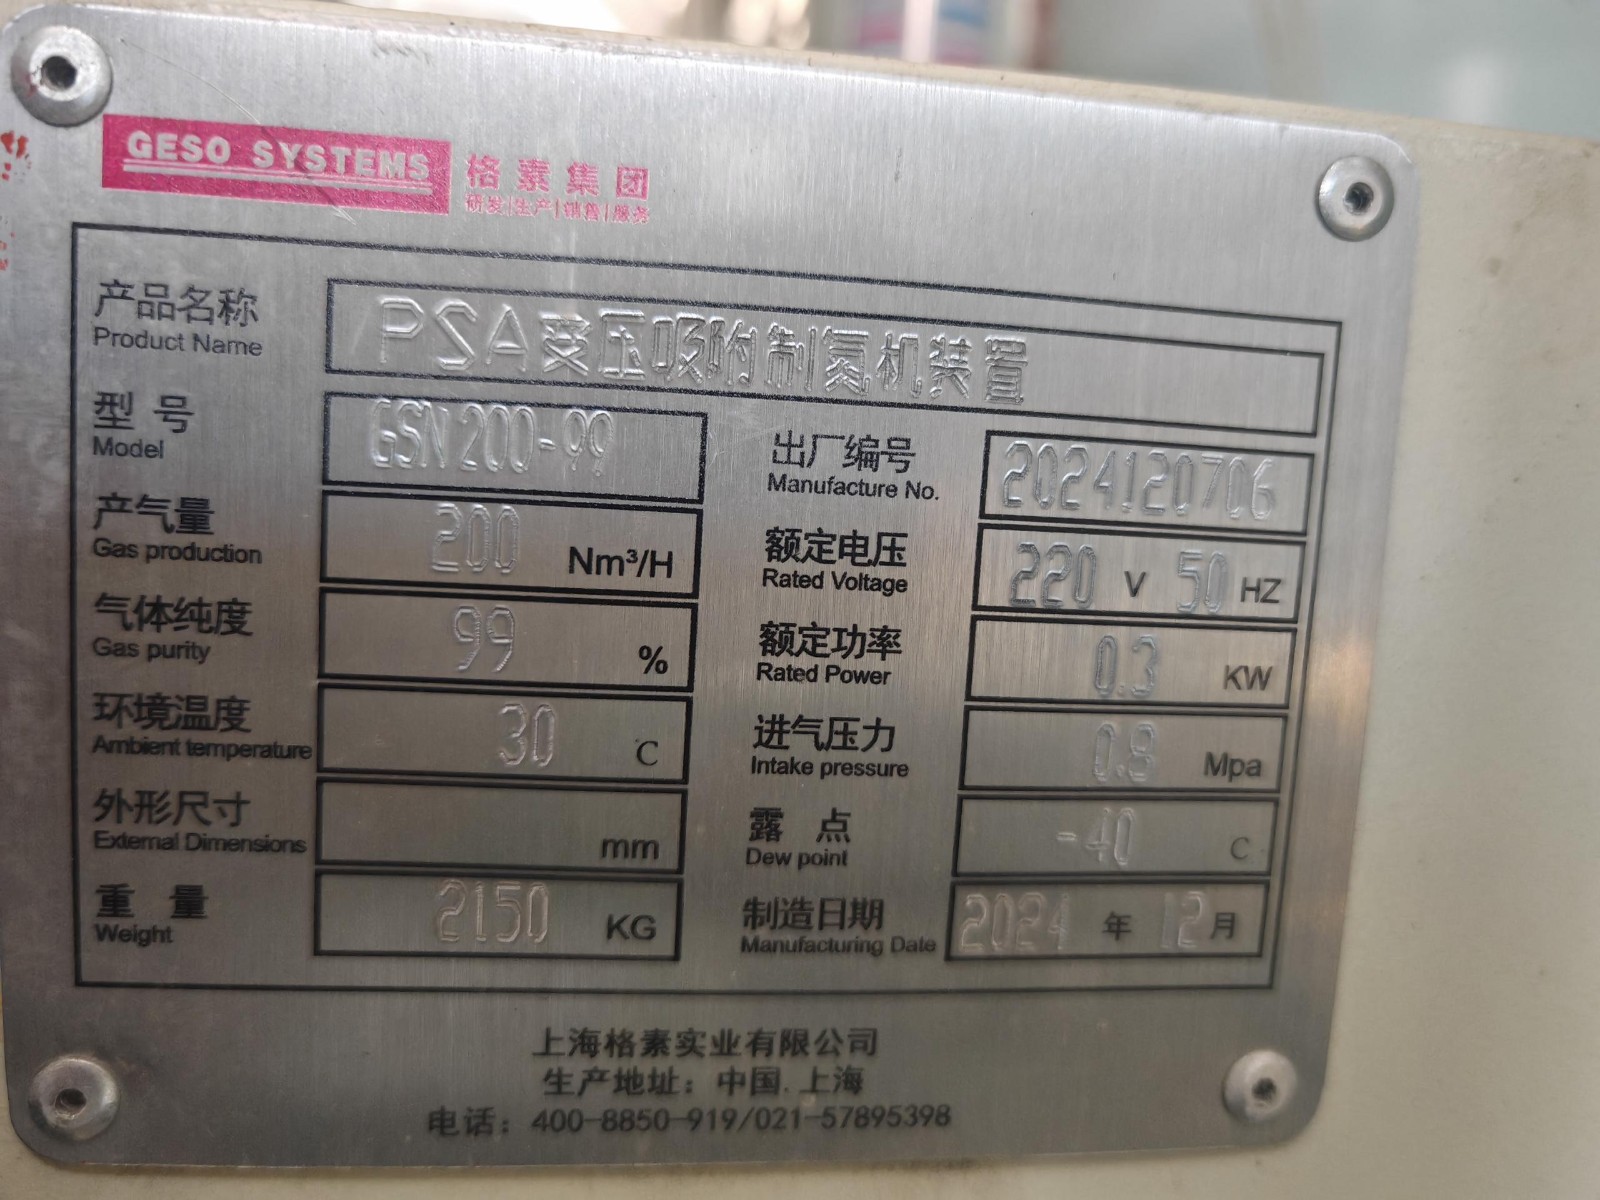 GESO SYSTEMS 格素集团
研发|生产|销售|服务
产品名称 PSA变压吸附制氮机装置
Product Name
型号 GSN200-99 出厂编号 2024120706
Model Manufacture No.
产气量 200 Nm³/H 额定电压 220 V 50 HZ
Gas production Rated Voltage
气体纯度 99 % 额定功率 0.3 KW
Gas purity Rated Power
环境温度 30 C 进气压力 0.8 Mpa
Ambient temperature Intake pressure
外形尺寸 mm 露点 -40 C
External Dimensions Dew point
重量 2150 KG 制造日期 2024 年 12 月
Weight Manufacturing Date
上海格素实业有限公司
生产地址：中国.上海
电话：400-8850-919/021-57895398